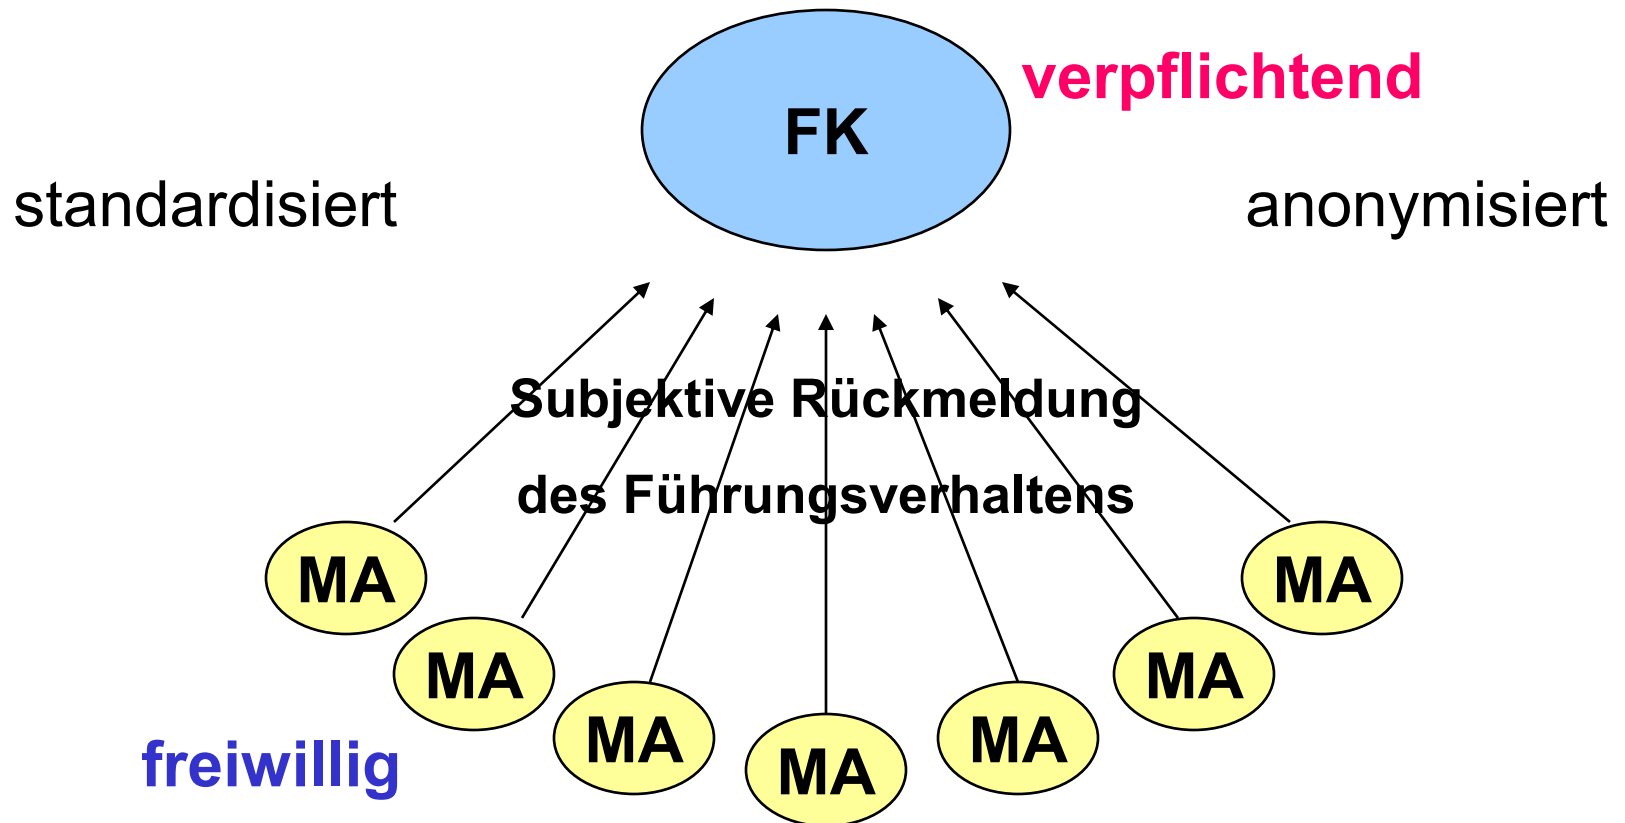 verpflichtend
FK
standardisiert
anonymisiert
Subjektive Rückmeldung
des Führungsverhaltens
MA
MA
MA
MA
MA
MA
MA
freiwillig